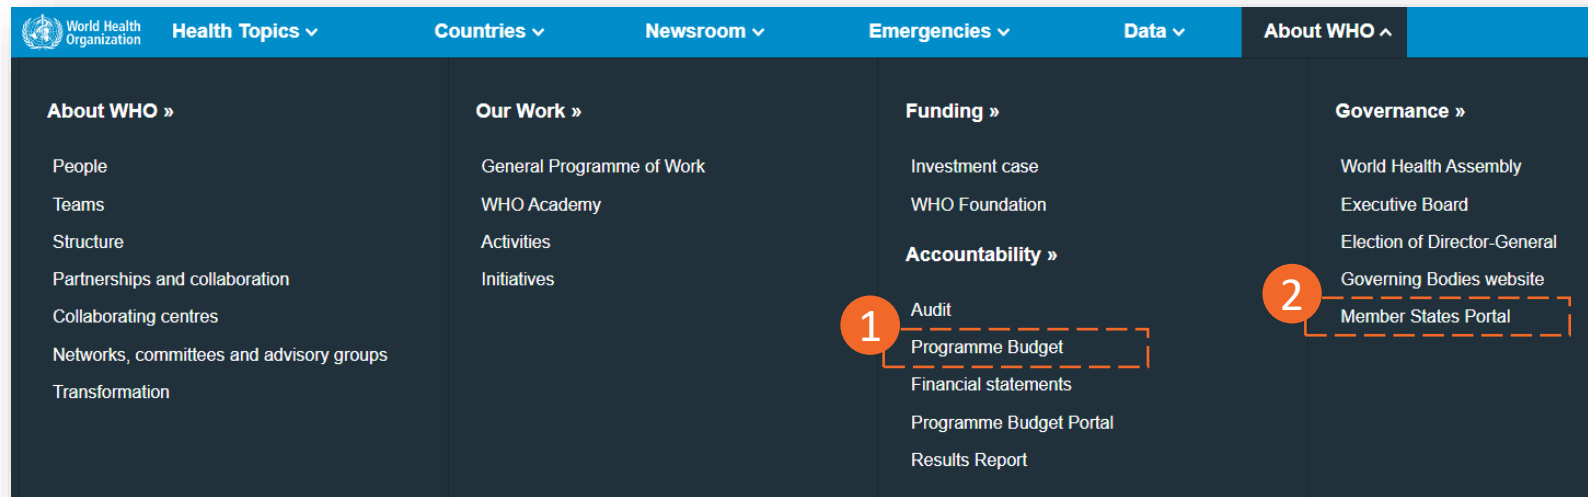 World Health
Organization
Health Topics
Countries
Newsroom
Emergencies
Data
About WHO
About WHO »
People
Teams
Structure
Partnerships and collaboration
Collaborating centres
Networks, committees and advisory groups
Transformation
Our Work »
General Programme of Work
WHO Academy
Activities
Initiatives
Funding »
Investment case
WHO Foundation
Accountability »
Audit
1
Programme Budget
Financial statements
Programme Budget Portal
Results Report
Governance »
World Health Assembly
Executive Board
Election of Director-General
Governing Bodies website
2
Member States Portal